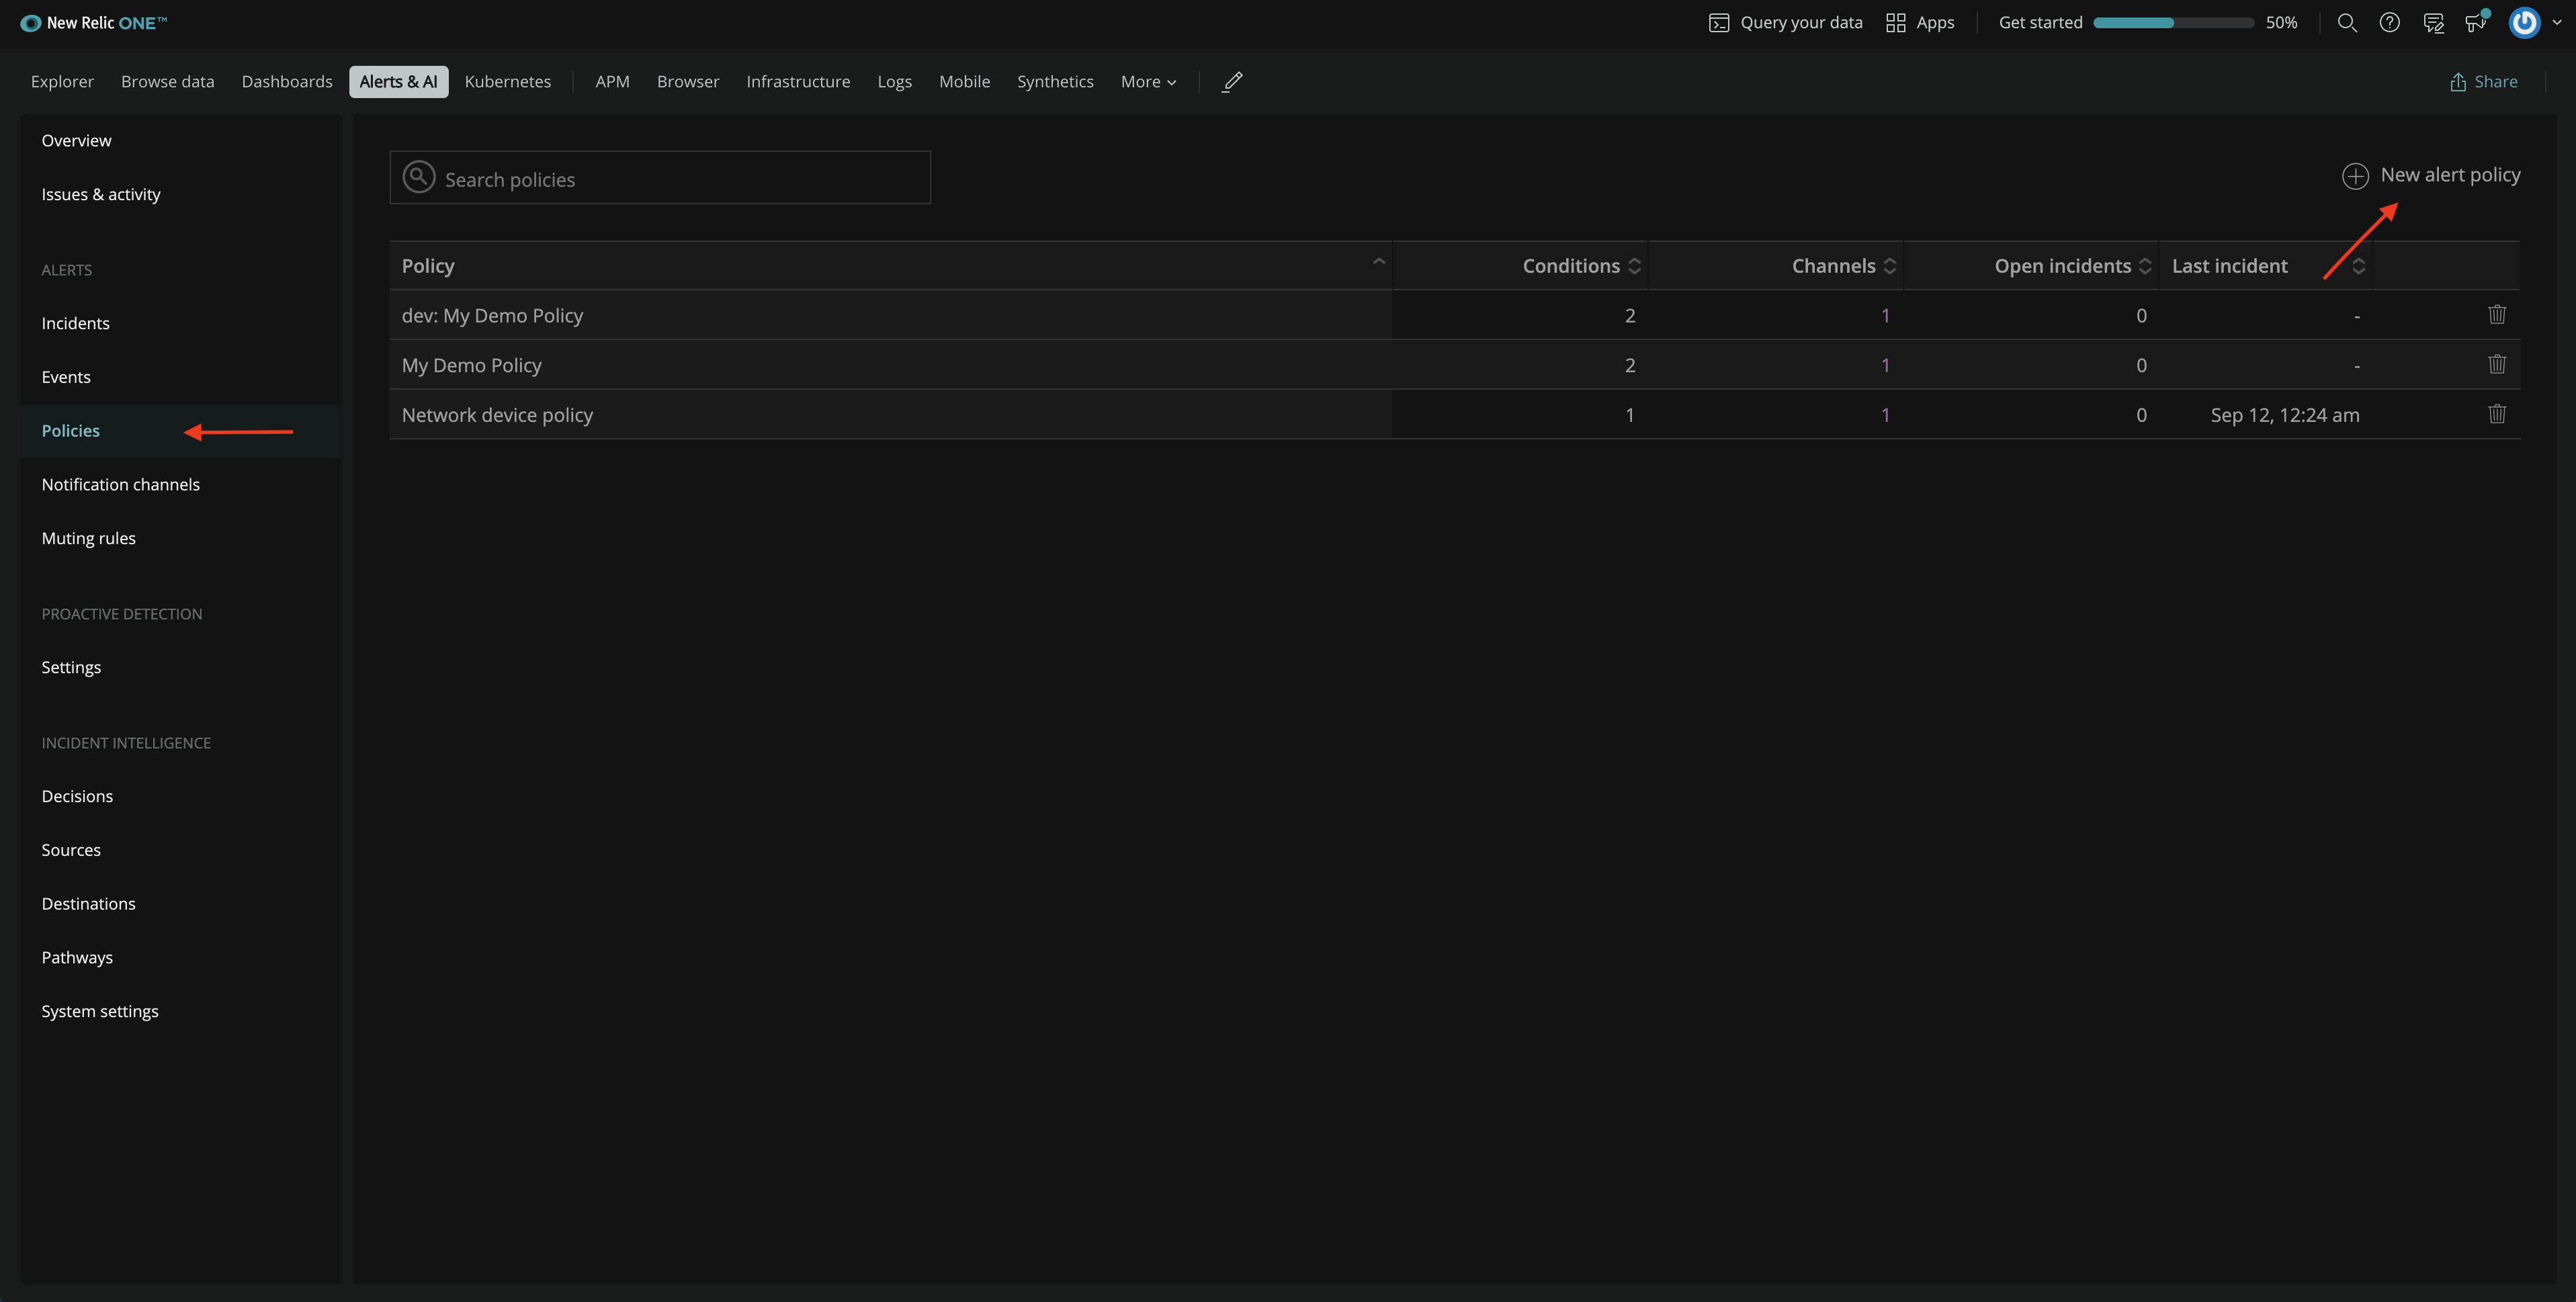 New Relic ONE™
Query your data
Apps
Get started
50%
Explorer
Browse data
Dashboards
Alerts & AI
Kubernetes
APM
Browser
Infrastructure
Logs
Mobile
Synthetics
More
Share
Overview
Issues & activity
ALERTS
Incidents
Events
Policies
Notification channels
Muting rules
PROACTIVE DETECTION
Settings
INCIDENT INTELLIGENCE
Decisions
Sources
Destinations
Pathways
System settings
Search policies
New alert policy
Policy Conditions Channels Open incidents Last incident
dev: My Demo Policy 2 1 0 -
My Demo Policy 2 1 0 -
Network device policy 1 1 0 Sep 12, 12:24 am